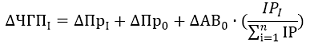 ΔЧГП_I = ΔПр_I + ΔПр_0 + ΔАВ_0 · (IP_I / ∑_{i=1}^{n} IP)